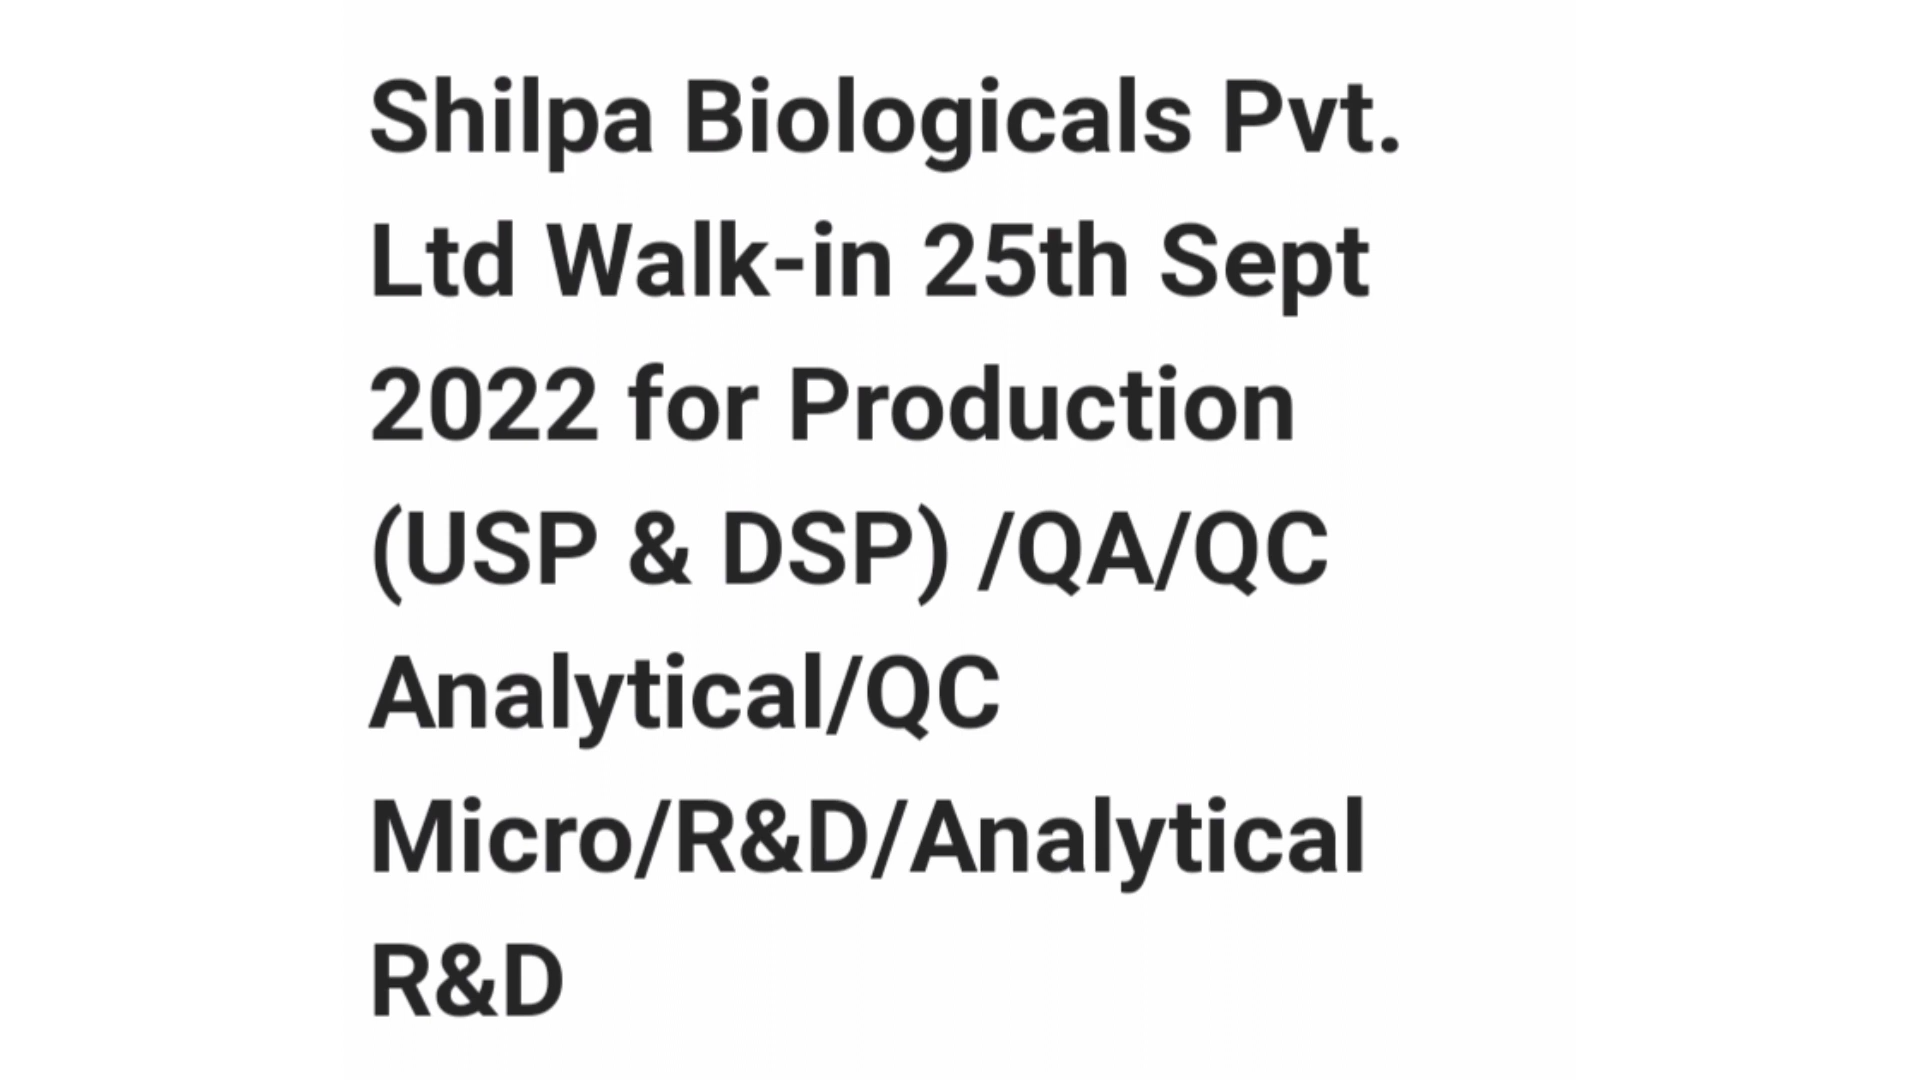 Shilpa Biologicals Pvt.
Ltd Walk-in 25th Sept
2022 for Production
(USP & DSP) /QA/QC
Analytical/QC
Micro/R&D/Analytical
R&D